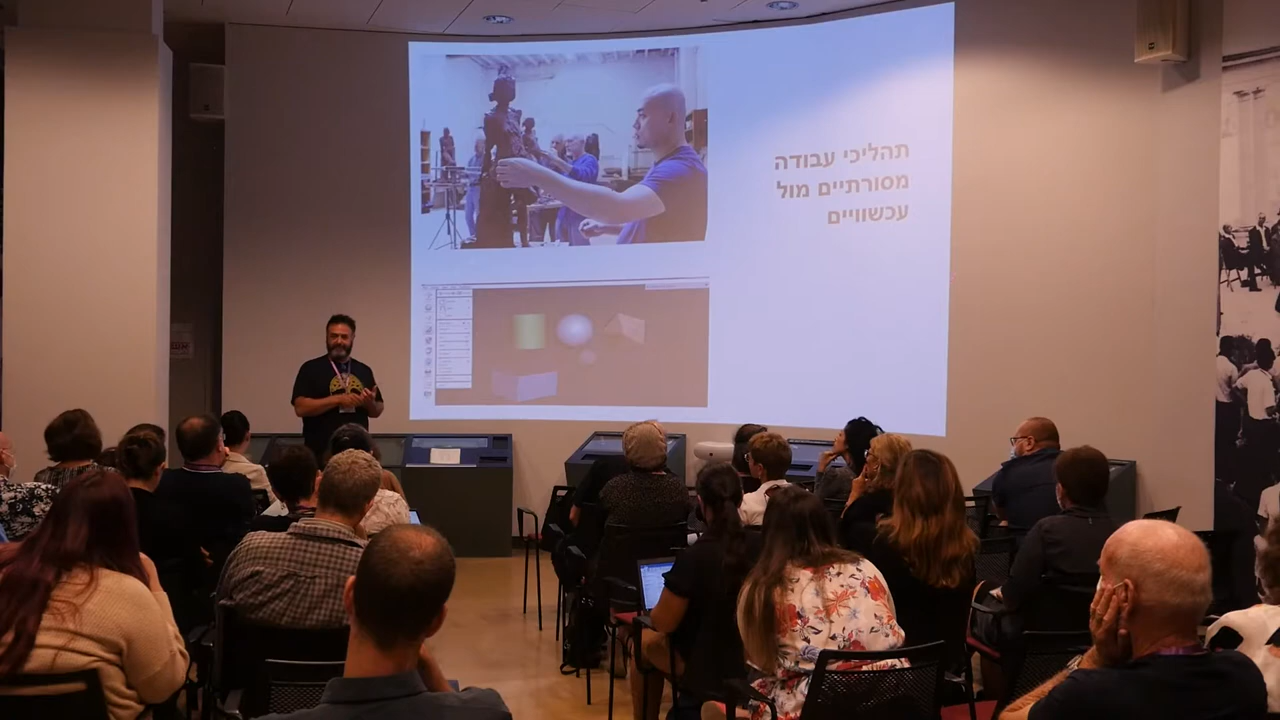 תהליכי עבודה
מסורתיים מול
עכשוויים